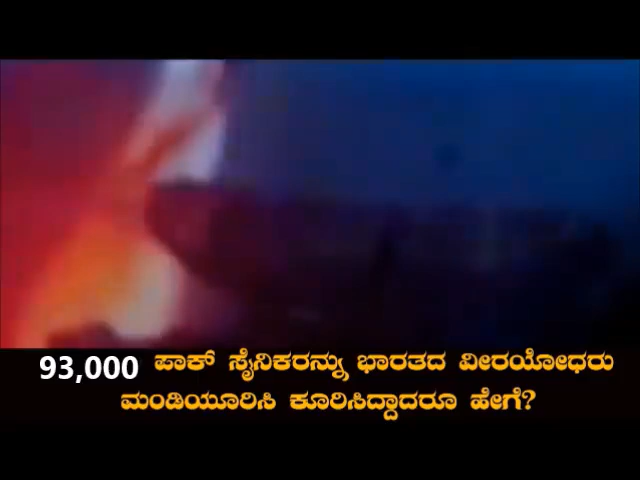 93,000 ಪಾಕ್ ಸೈನಿಕರನ್ನು ಭಾರತದ ವೀರಯೋಧರು
ಮಂಡಿಯೂರಿಸಿ ಕೂರಿಸಿದ್ದಾದರೂ ಹೇಗೆ?